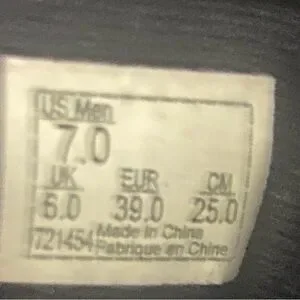 US Men
7.0
UK EUR CM
6.0 39.0 25.0
721454 Made in China
Fabrique en Chine